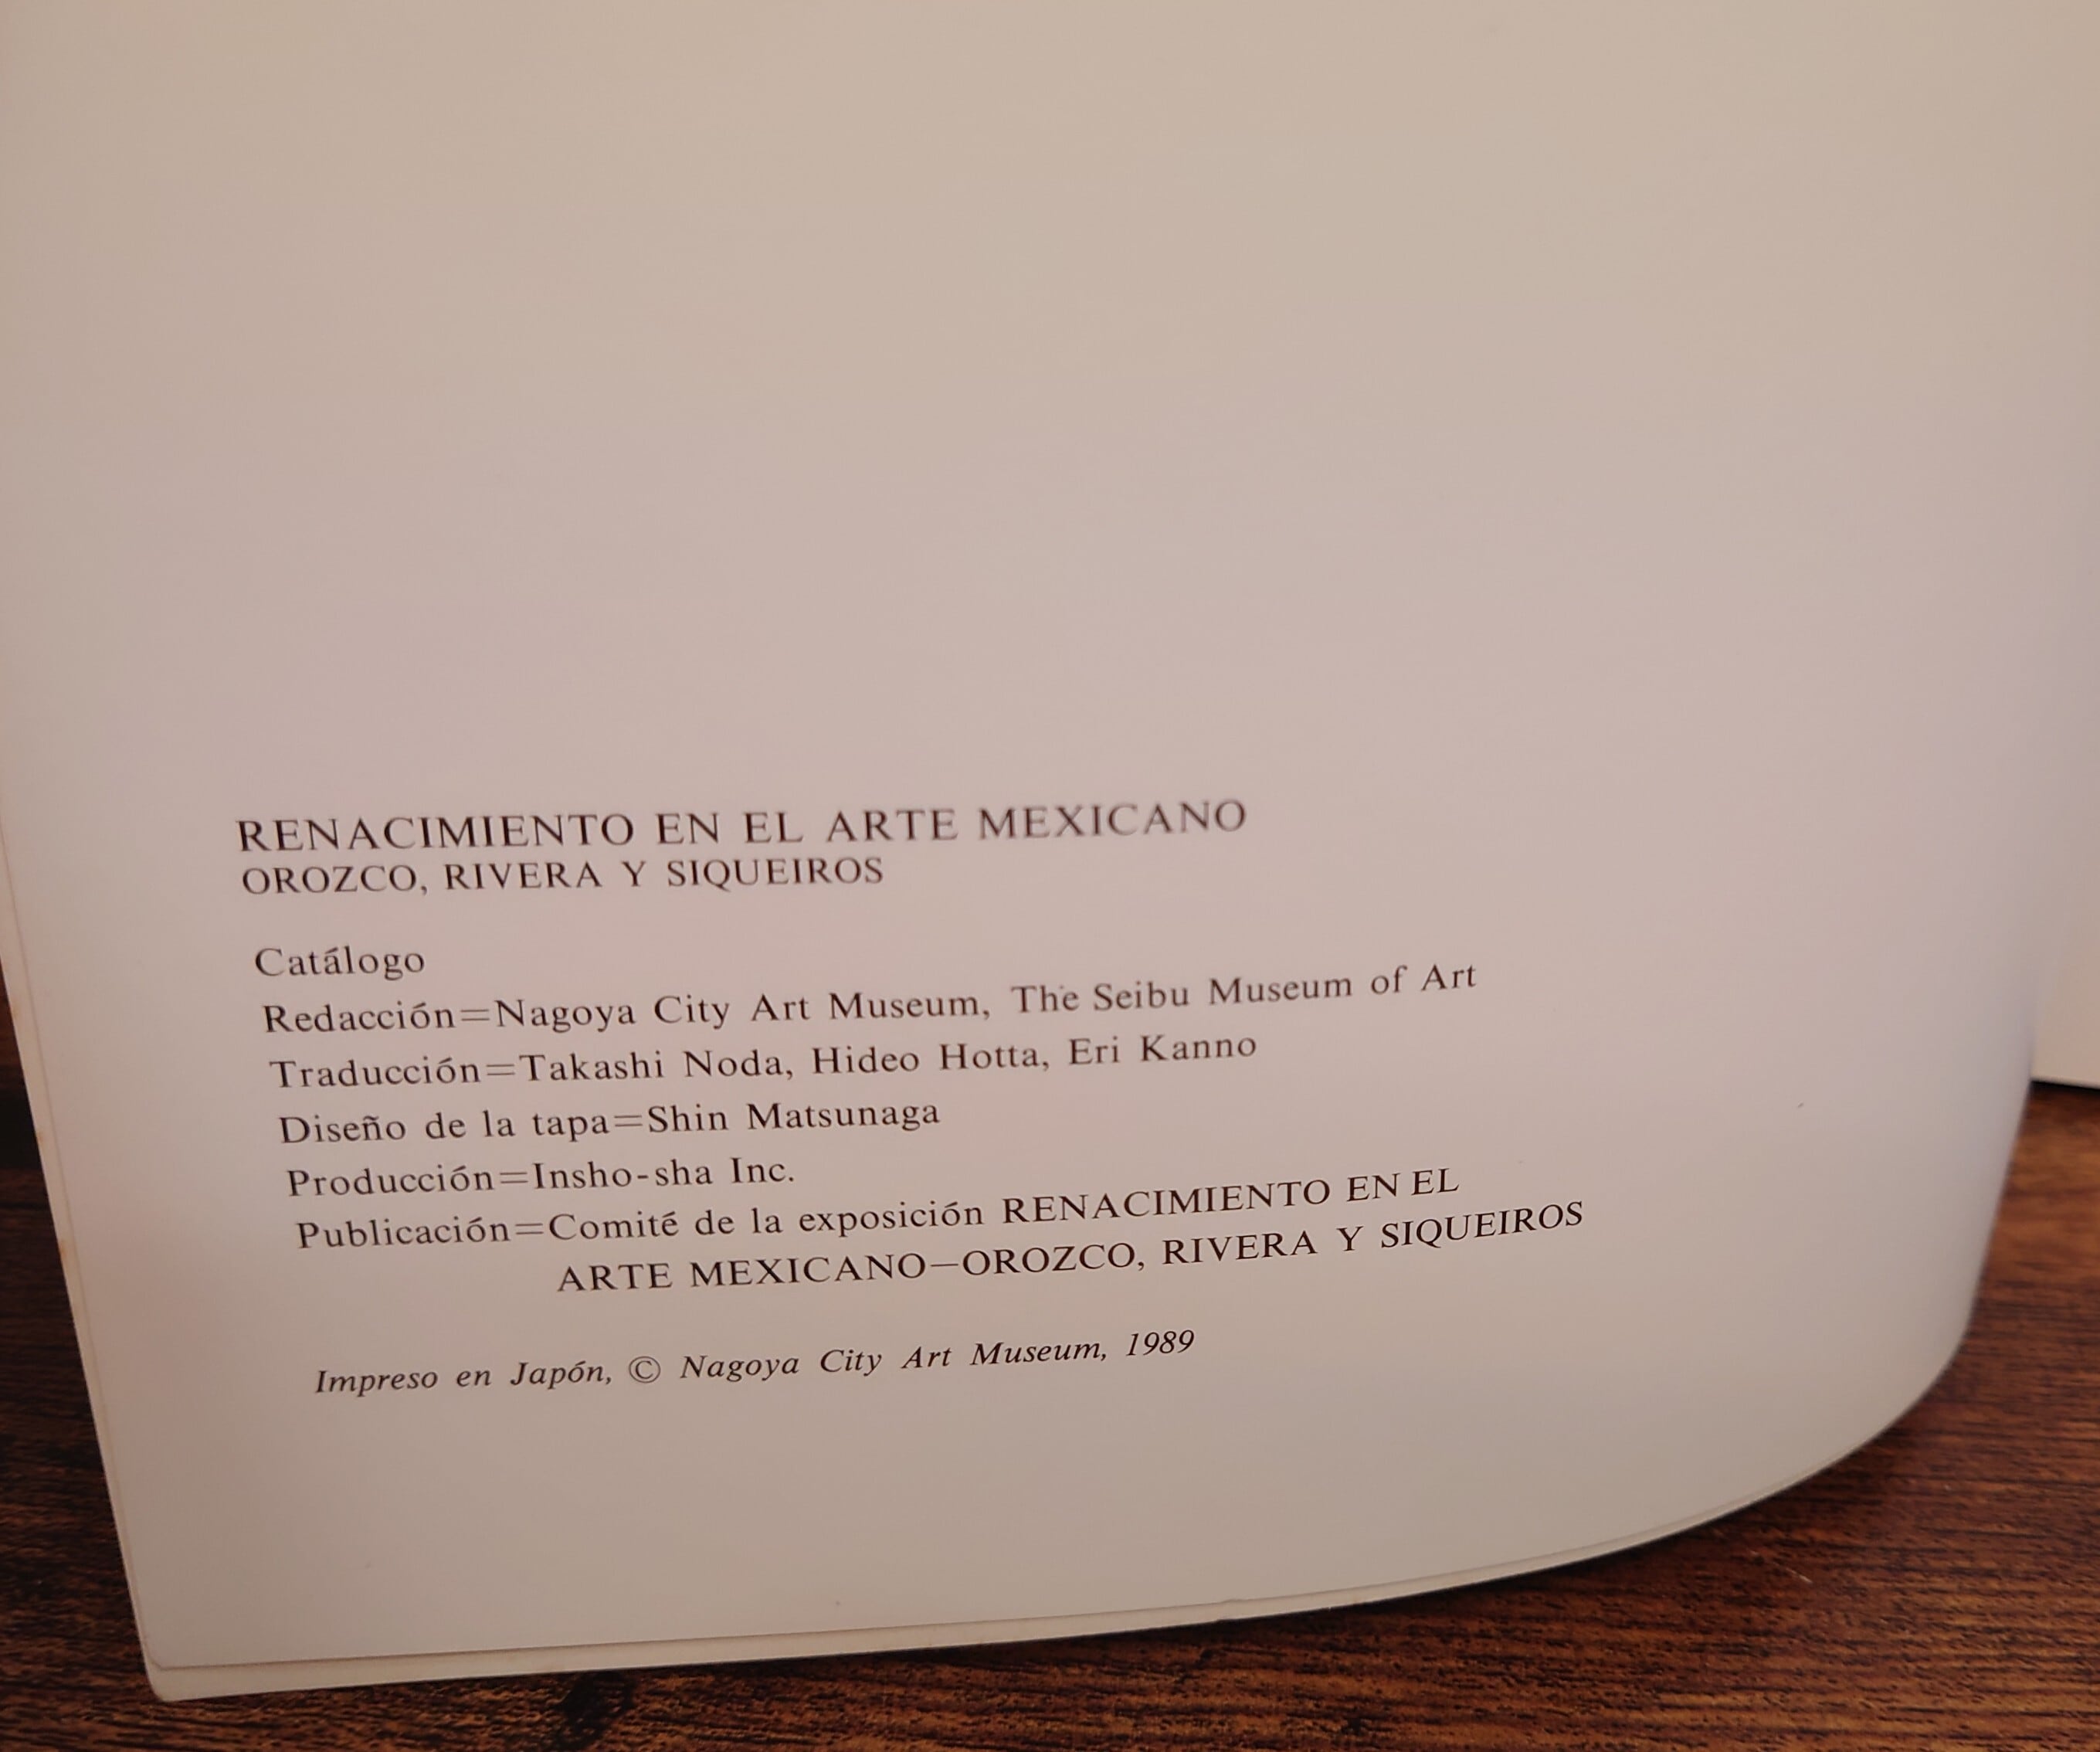 RENACIMIENTO EN EL ARTE MEXICANO
OROZCO, RIVERA Y SIQUEIROS
Catálogo
Redacción=Nagoya City Art Museum, The Seibu Museum of Art
Traducción=Takashi Noda, Hideo Hotta, Eri Kanno
Diseño de la tapa=Shin Matsunaga
Producción=Insho-sha Inc.
Publicación=Comité de la exposición RENACIMIENTO EN EL
ARTE MEXICANO—OROZCO, RIVERA Y SIQUEIROS
Impreso en Japón, © Nagoya City Art Museum, 1989